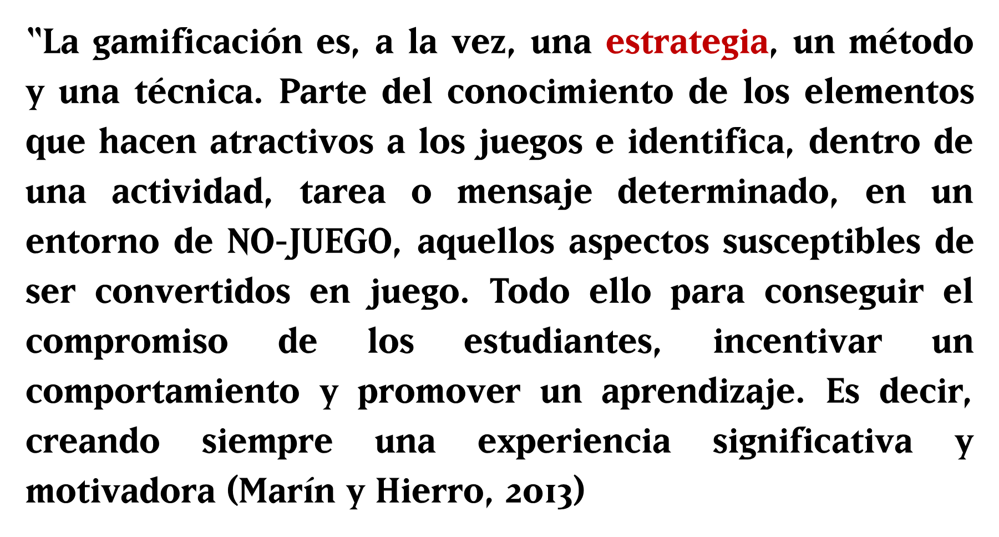 “La gamificación es, a la vez, una estrategia, un método
y una técnica. Parte del conocimiento de los elementos
que hacen atractivos a los juegos e identifica, dentro de
una actividad, tarea o mensaje determinado, en un
entorno de NO-JUEGO, aquellos aspectos susceptibles de
ser convertidos en juego. Todo ello para conseguir el
compromiso de los estudiantes, incentivar un
comportamiento y promover un aprendizaje. Es decir,
creando siempre una experiencia significativa y
motivadora (Marín y Hierro, 2013)